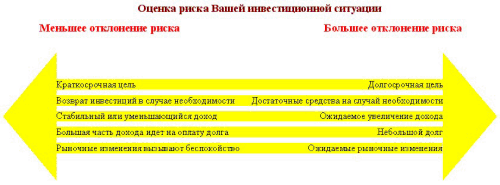 Оценка риска Вашей инвестиционной ситуации
Меньшее отклонение риска Большее отклонение риска
Краткосрочная цель Долгосрочная цель
Возврат инвестиций в случае необходимости Достаточные средства на случай необходимости
Стабильный или уменьшающийся доход Ожидаемое увеличение дохода
Большая часть дохода идет на оплату долга Небольшой долг
Рыночные изменения вызывают беспокойство Ожидаемые рыночные изменения